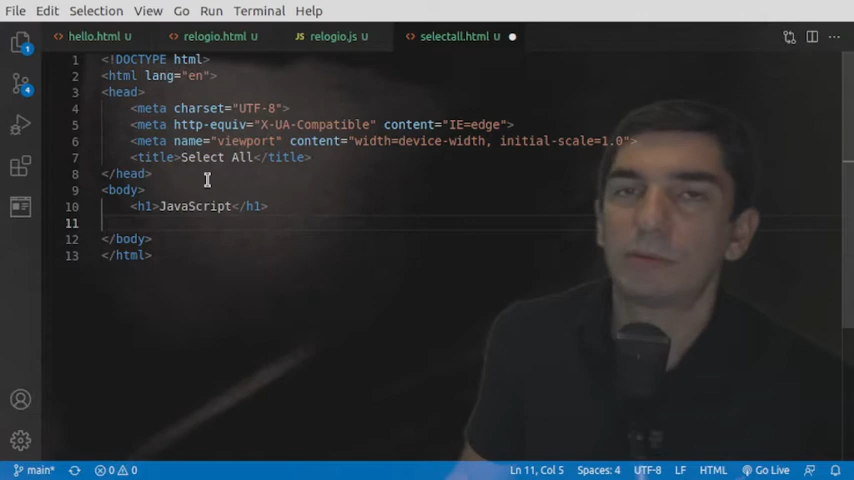 File Edit Selection View Go Run Terminal Help
hello.html U relogio.html U JS relogio.js U selectall.html U
1 <!DOCTYPE html>
2 <html lang="en">
3 <head>
4 <meta charset="UTF-8">
5 <meta http-equiv="X-UA-Compatible" content="IE=edge">
6 <meta name="viewport" content="width=device-width, initial-scale=1.0">
7 <title>Select All</title>
8 </head>
9 <body>
10 <h1>JavaScript</h1>
11
12 </body>
13 </html>
1
4
main* 0 0 Ln 11, Col 5 Spaces: 4 UTF-8 LF HTML Go Live